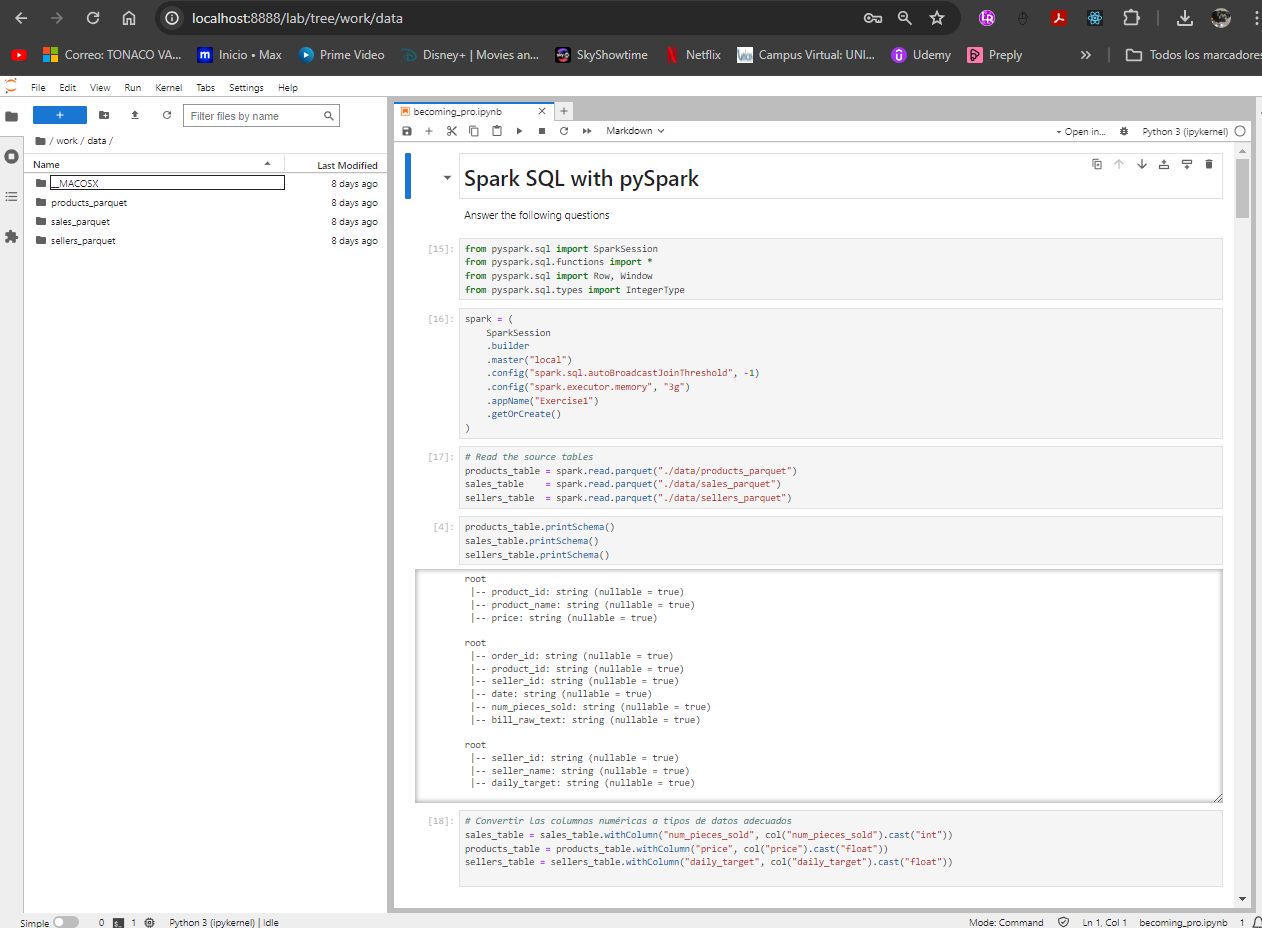 localhost:8888/lab/tree/work/data
Correo: TONACO VA...
Inicio • Max
Prime Video
Disney+ | Movies an...
SkyShowtime
Netflix
Campus Virtual: UNI...
Udemy
Preply
»
Todos los marcadores
File Edit View Run Kernel Tabs Settings Help
Filter files by name
/ work / data /
Name Last Modified
__MACOSX 8 days ago
products_parquet 8 days ago
sales_parquet 8 days ago
sellers_parquet 8 days ago
becoming_pro.ipynb
Markdown
Open in...
Python 3 (ipykernel)
Spark SQL with pySpark
Answer the following questions
[15]: from pyspark.sql import SparkSession
from pyspark.sql.functions import *
from pyspark.sql import Row, Window
from pyspark.sql.types import IntegerType
[16]: spark = (
SparkSession
.builder
.master("local")
.config("spark.sql.autoBroadcastJoinThreshold", -1)
.config("spark.executor.memory", "3g")
.appName("Exercise1")
.getOrCreate()
)
[17]: # Read the source tables
products_table = spark.read.parquet("./data/products_parquet")
sales_table = spark.read.parquet("./data/sales_parquet")
sellers_table = spark.read.parquet("./data/sellers_parquet")
[4]: products_table.printSchema()
sales_table.printSchema()
sellers_table.printSchema()
root
|-- product_id: string (nullable = true)
|-- product_name: string (nullable = true)
|-- price: string (nullable = true)
root
|-- order_id: string (nullable = true)
|-- product_id: string (nullable = true)
|-- seller_id: string (nullable = true)
|-- date: string (nullable = true)
|-- num_pieces_sold: string (nullable = true)
|-- bill_raw_text: string (nullable = true)
root
|-- seller_id: string (nullable = true)
|-- seller_name: string (nullable = true)
|-- daily_target: string (nullable = true)
[18]: # Convertir las columnas numéricas a tipos de datos adecuados
sales_table = sales_table.withColumn("num_pieces_sold", col("num_pieces_sold").cast("int"))
products_table = products_table.withColumn("price", col("price").cast("float"))
sellers_table = sellers_table.withColumn("daily_target", col("daily_target").cast("float"))
Simple 0 1 Python 3 (ipykernel) | Idle
Mode: Command Ln 1, Col 1 becoming_pro.ipynb 1